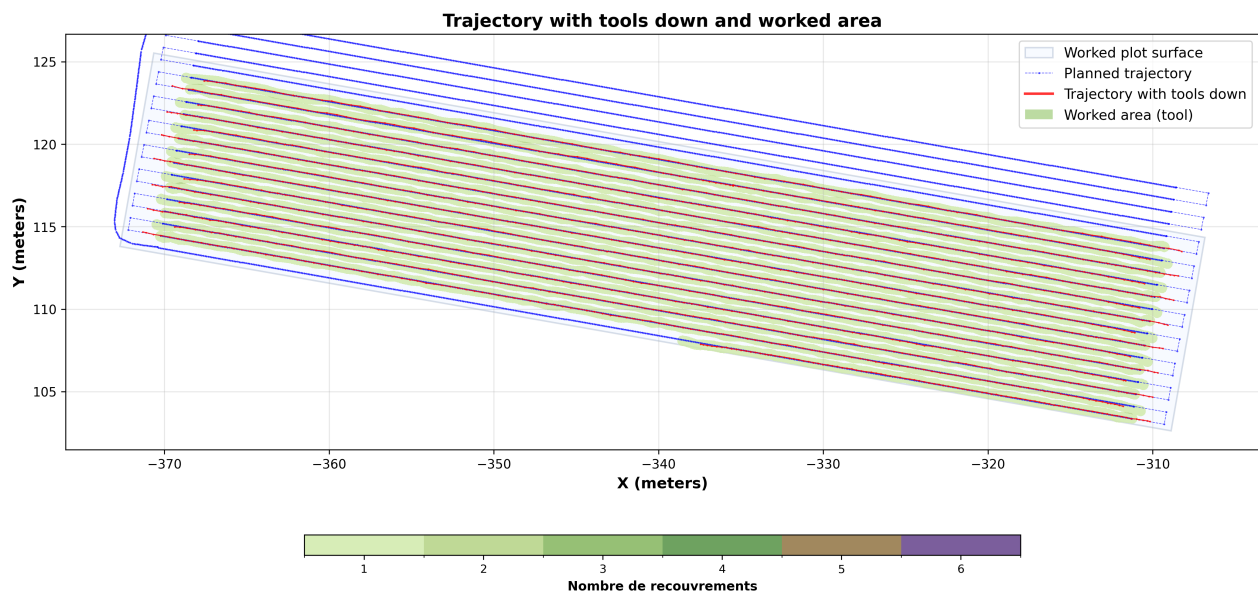 Trajectory with tools down and worked area
Y (meters)
125
120
115
110
105
Worked plot surface
Planned trajectory
Trajectory with tools down
Worked area (tool)
−370 −360 −350 −340 −330 −320 −310
X (meters)
1 2 3 4 5 6
Nombre de recouvrements